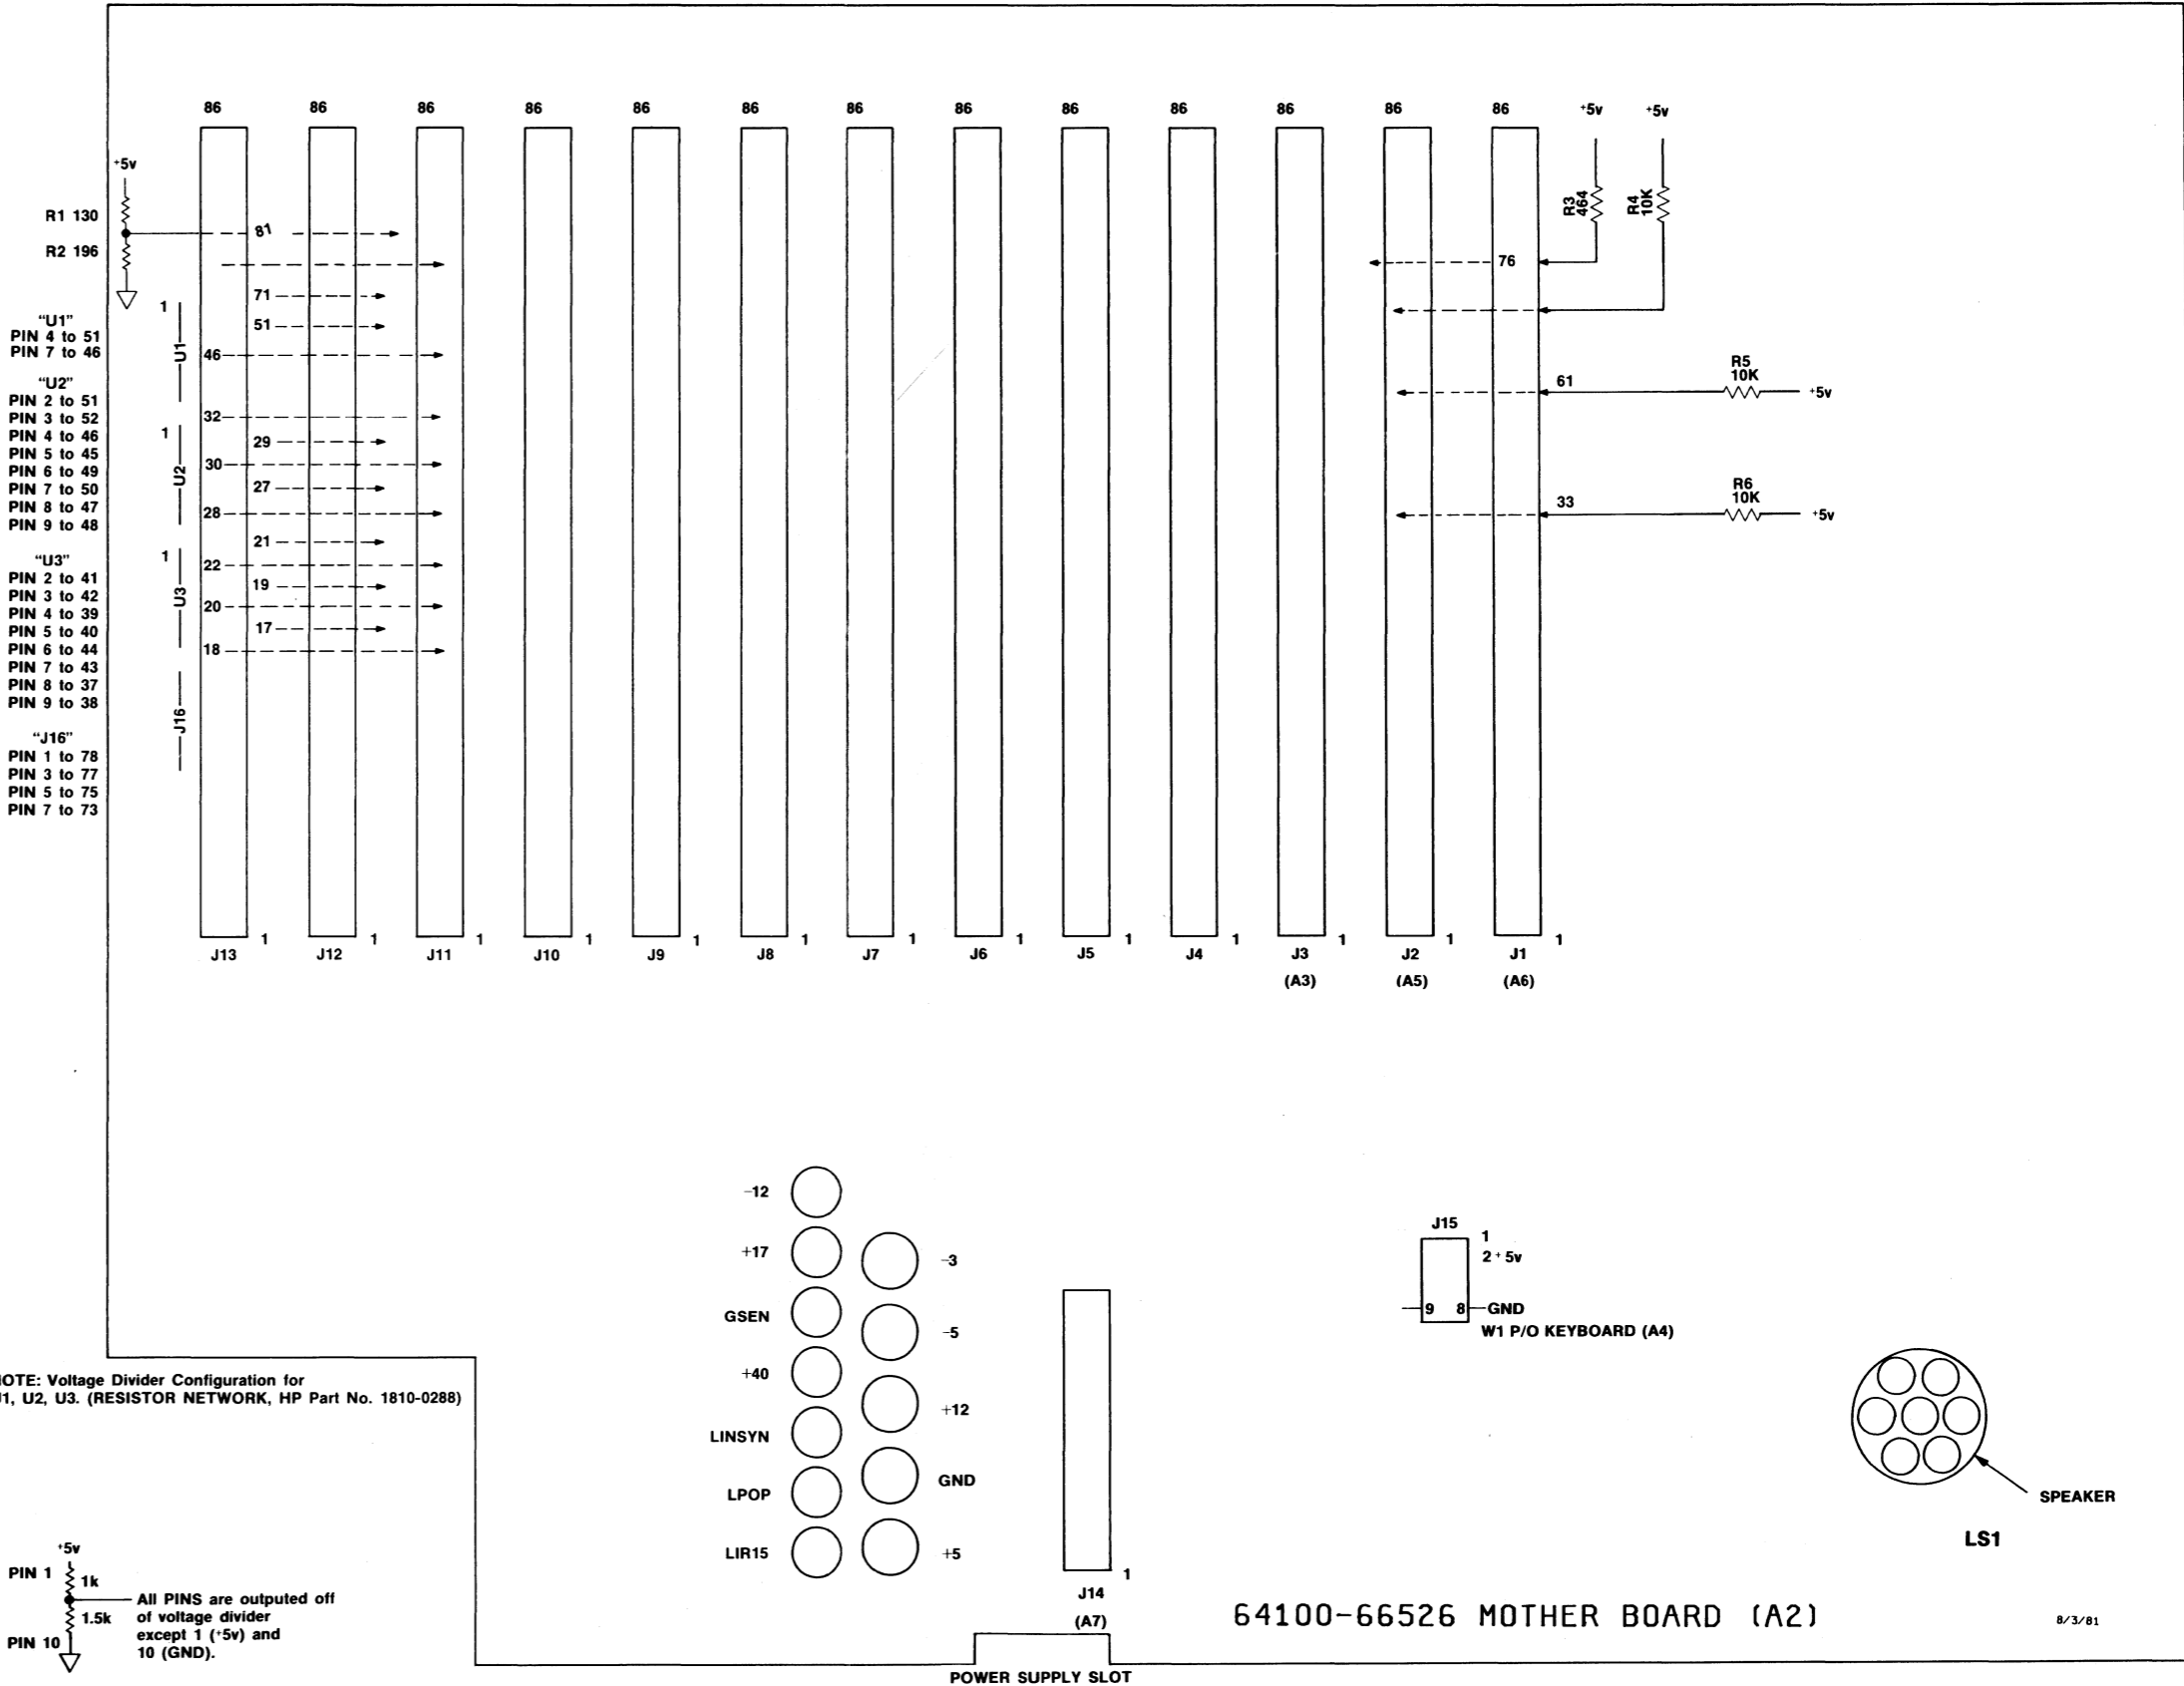 86 86 86 86 86 86 86 86 86 86 86 86 86 +5v +5v
+5v
R1 130
R2 196
81
R3
464
R4
10K
76
71
1
51
U1
46
"U1"
PIN 4 to 51
PIN 7 to 46
"U2"
PIN 2 to 51
PIN 3 to 52
PIN 4 to 46
PIN 5 to 45
PIN 6 to 49
PIN 7 to 50
PIN 8 to 47
PIN 9 to 48
"U3"
PIN 2 to 41
PIN 3 to 42
PIN 4 to 39
PIN 5 to 40
PIN 6 to 44
PIN 7 to 43
PIN 8 to 37
PIN 9 to 38
"J16"
PIN 1 to 78
PIN 3 to 77
PIN 5 to 75
PIN 7 to 73
32
1
29
U2
30
27
28
21
1
22
19
U3
20
17
18
J16
61
R5
10K
+5v
33
R6
10K
+5v
1 1 1 1 1 1 1 1 1 1 1 1 1
J13 J12 J11 J10 J9 J8 J7 J6 J5 J4 J3 J2 J1
(A3) (A5) (A6)
−12
+17
GSEN
+40
LINSYN
LPOP
LIR15
−3
−5
+12
GND
+5
1
J14
(A7)
J15
1
2 +5v
9 8 GND
W1 P/O KEYBOARD (A4)
SPEAKER
LS1
OTE: Voltage Divider Configuration for
1, U2, U3. (RESISTOR NETWORK, HP Part No. 1810-0288)
+5v
PIN 1
1k
1.5k
PIN 10
All PINS are outputed off
of voltage divider
except 1 (+5v) and
10 (GND).
64100-66526 MOTHER BOARD (A2)
8/3/81
POWER SUPPLY SLOT